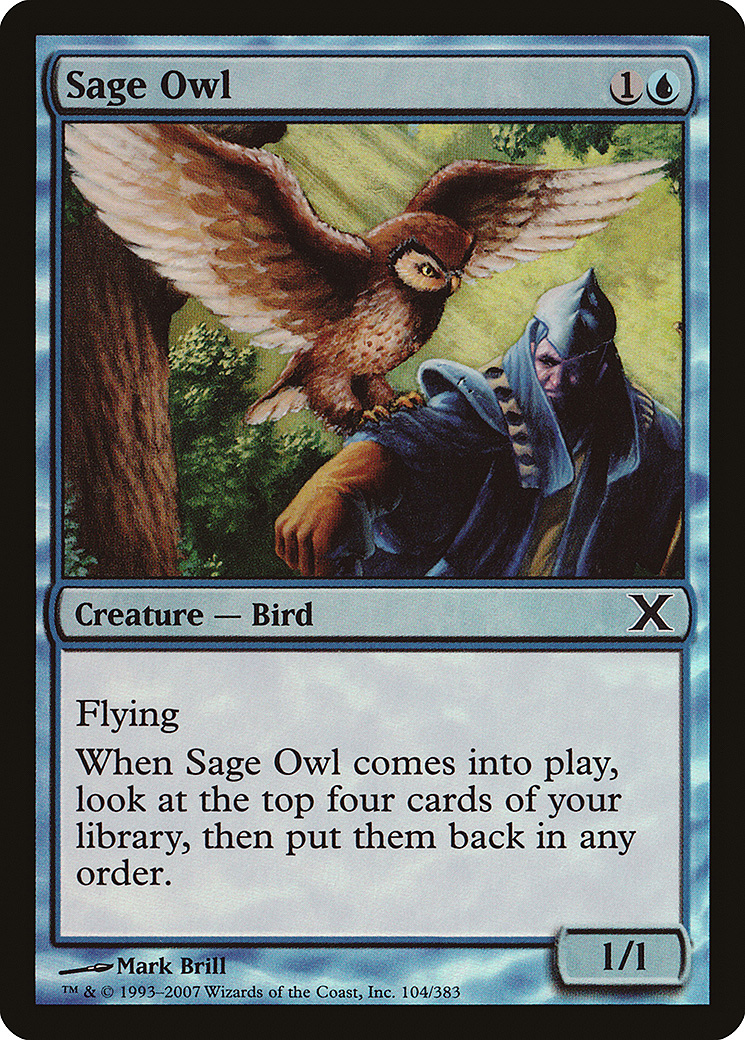 Sage Owl 1
Creature — Bird X
Flying
When Sage Owl comes into play,
look at the top four cards of your
library, then put them back in any
order.
1/1
Mark Brill
™ & © 1993–2007 Wizards of the Coast, Inc. 104/383